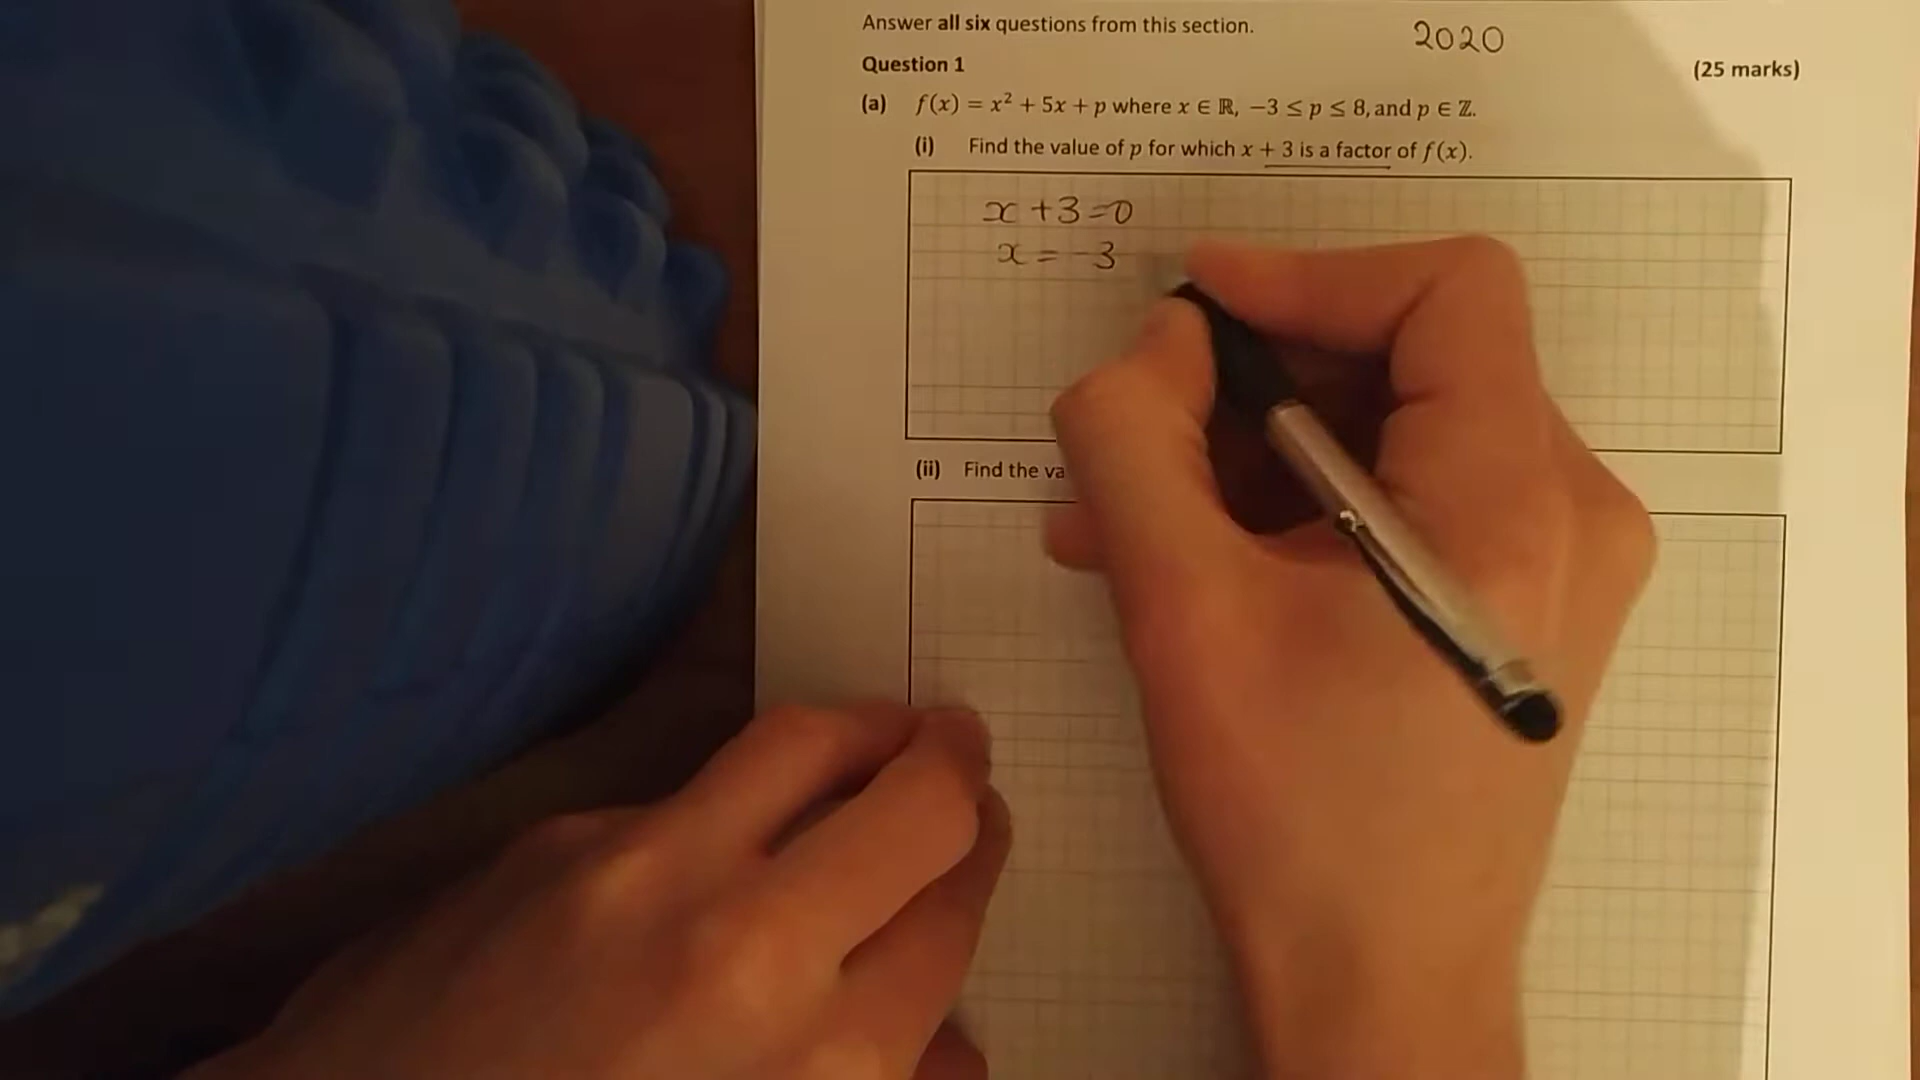 Answer all six questions from this section.
2020
Question 1
(25 marks)
(a) f(x) = x² + 5x + p where x ∈ ℝ, −3 ≤ p ≤ 8, and p ∈ ℤ.
(i) Find the value of p for which x + 3 is a factor of f(x).
x + 3 = 0
x = -3
(ii) Find the